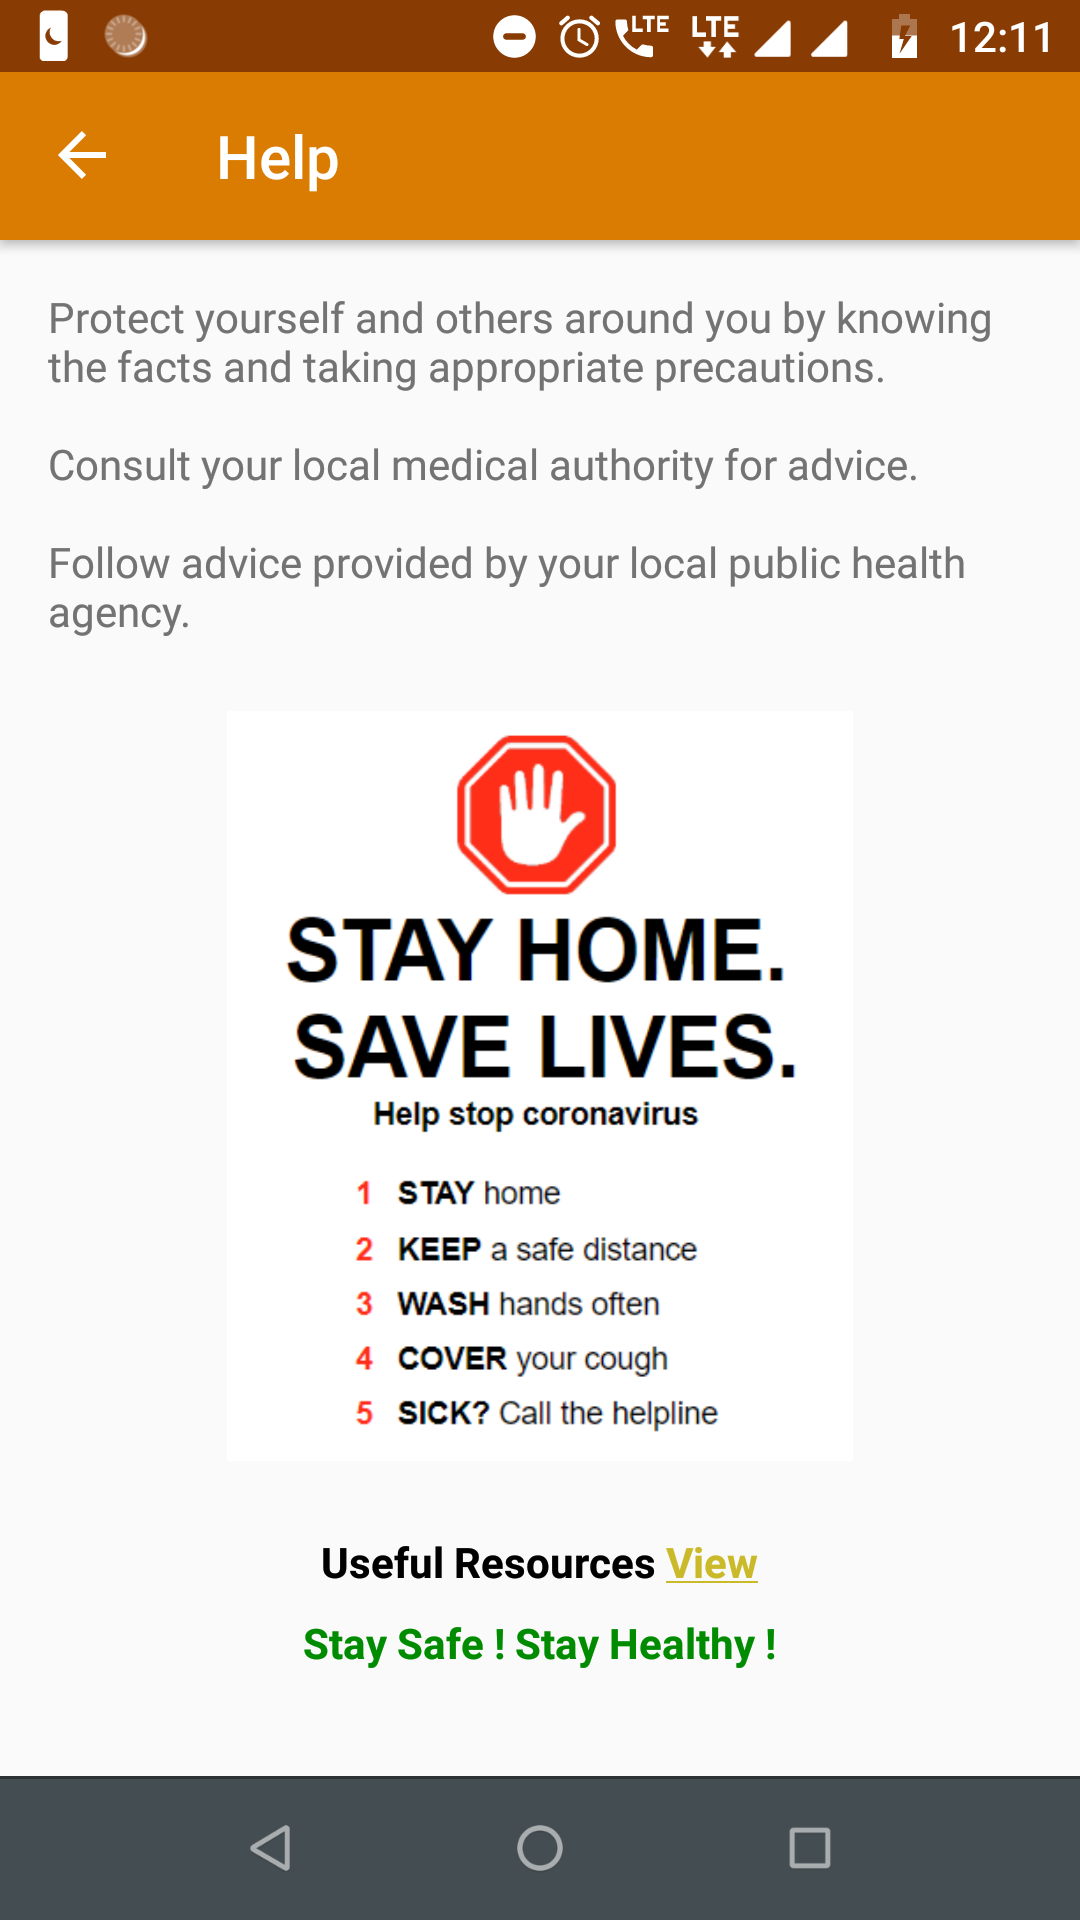 LTE LTE 12:11
Help
Protect yourself and others around you by knowing
the facts and taking appropriate precautions.
Consult your local medical authority for advice.
Follow advice provided by your local public health
agency.
STAY HOME.
SAVE LIVES.
Help stop coronavirus
1 STAY home
2 KEEP a safe distance
3 WASH hands often
4 COVER your cough
5 SICK? Call the helpline
Useful Resources View
Stay Safe ! Stay Healthy !